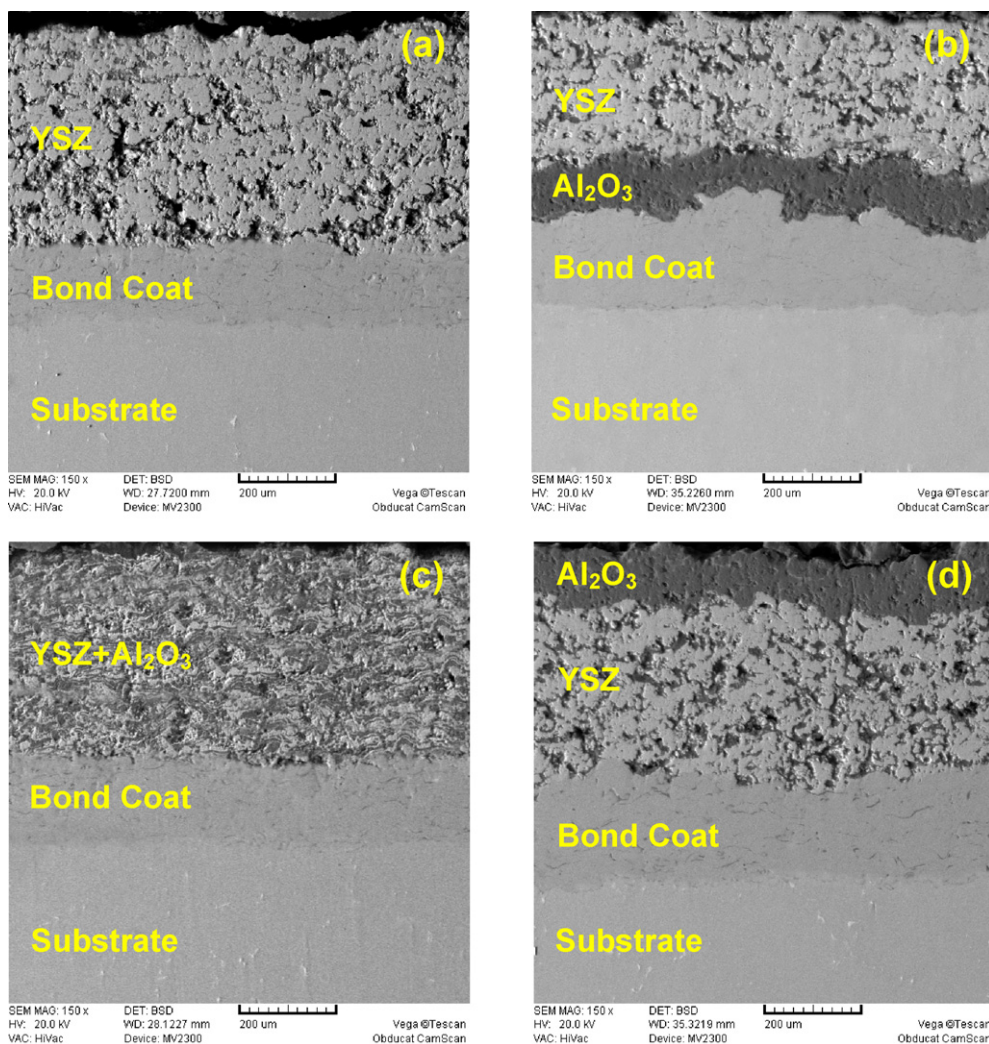 (a)
YSZ
Bond Coat
Substrate
SEM MAG: 150 x DET: BSD
HV: 20.0 kV WD: 27.7200 mm 200 um Vega ©Tescan
VAC: HiVac Device: MV2300 Obducat CamScan
(b)
YSZ
Al₂O₃
Bond Coat
Substrate
SEM MAG: 150 x DET: BSD
HV: 20.0 kV WD: 35.2260 mm 200 um Vega ©Tescan
VAC: HiVac Device: MV2300 Obducat CamScan
(c)
YSZ+Al₂O₃
Bond Coat
Substrate
SEM MAG: 150 x DET: BSD
HV: 20.0 kV WD: 28.1227 mm 200 um Vega ©Tescan
VAC: HiVac Device: MV2300 Obducat CamScan
Al₂O₃ (d)
YSZ
Bond Coat
Substrate
SEM MAG: 150 x DET: BSD
HV: 20.0 kV WD: 35.3219 mm 200 um Vega ©Tescan
VAC: HiVac Device: MV2300 Obducat CamScan